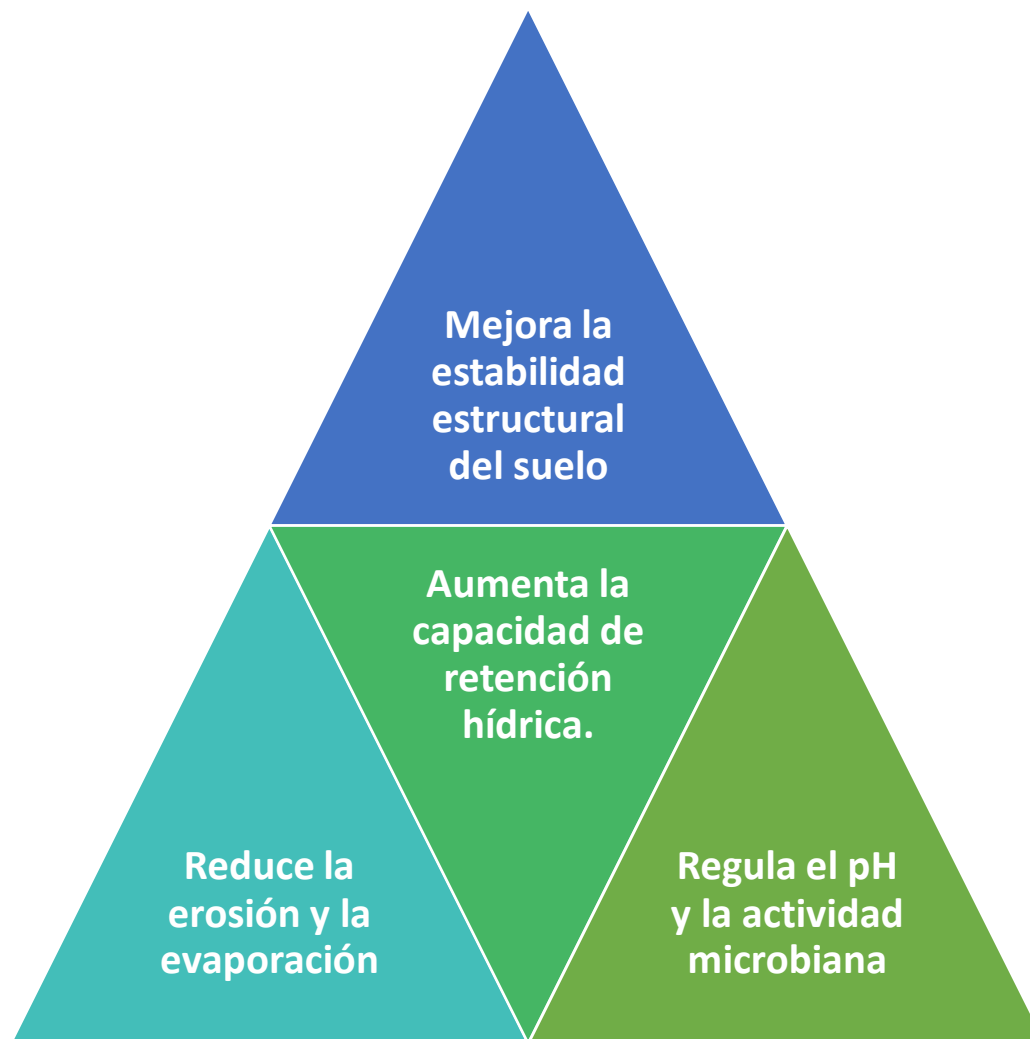 Mejora la
estabilidad
estructural
del suelo
Aumenta la
capacidad de
retención
hídrica.
Reduce la
erosión y la
evaporación
Regula el pH
y la actividad
microbiana